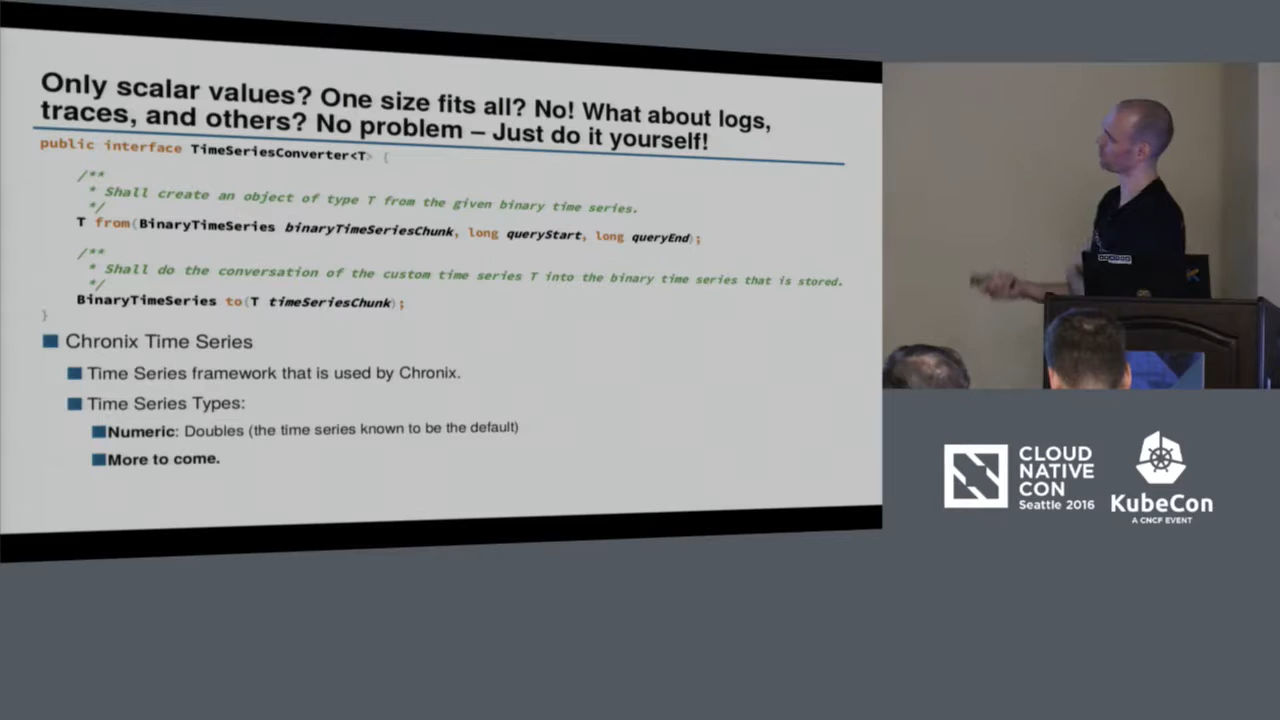 Only scalar values? One size fits all? No! What about logs,
traces, and others? No problem – Just do it yourself!
public interface TimeSeriesConverter<T> {
/**
* Shall create an object of type T from the given binary time series.
*/
T from(BinaryTimeSeries binaryTimeSeriesChunk, long queryStart, long queryEnd);
/**
* Shall do the conversation of the custom time series T into the binary time series that is stored.
*/
BinaryTimeSeries to(T timeSeriesChunk);
}
Chronix Time Series
Time Series framework that is used by Chronix.
Time Series Types:
Numeric: Doubles (the time series known to be the default)
More to come.
CLOUD
NATIVE
CON
Seattle 2016
KubeCon
A CNCF EVENT